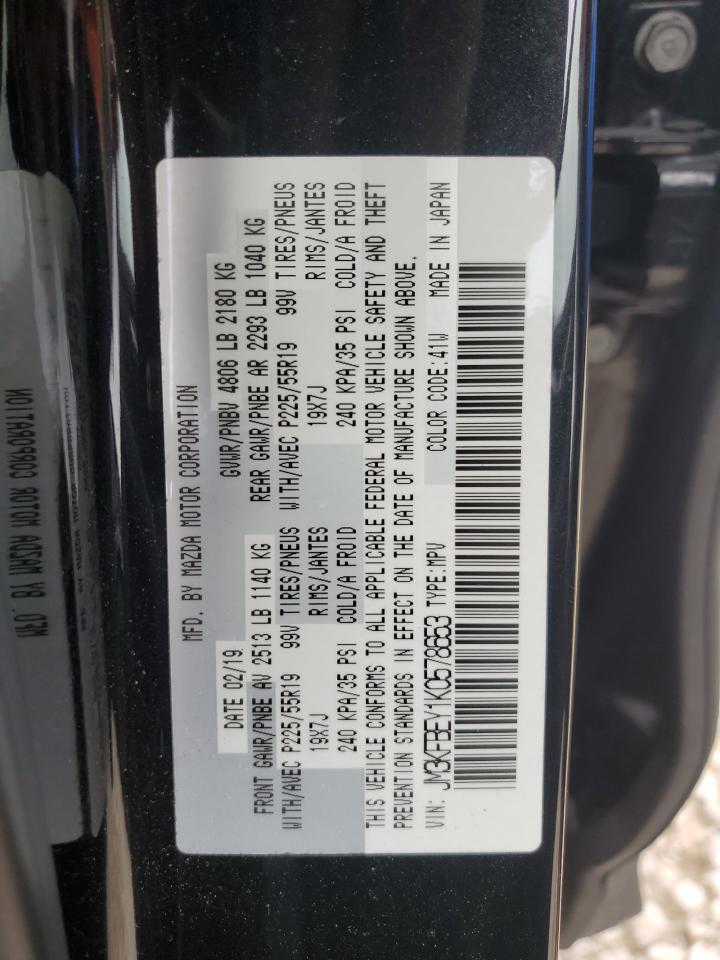 MFD. BY MAZDA MOTOR CORPORATION
DATE 02/19 GVWR/PNBV 4806 LB 2180 KG
FRONT GAWR/PNBE AV 2513 LB 1140 KG REAR GAWR/PNBE AR 2293 LB 1040 KG
WITH/AVEC P225/55R19 99V TIRES/PNEUS WITH/AVEC P225/55R19 99V TIRES/PNEUS
19X7J RIMS/JANTES 19X7J RIMS/JANTES
240 KPA/35 PSI COLD/A FROID 240 KPA/35 PSI COLD/A FROID
THIS VEHICLE CONFORMS TO ALL APPLICABLE FEDERAL MOTOR VEHICLE SAFETY AND THEFT
PREVENTION STANDARDS IN EFFECT ON THE DATE OF MANUFACTURE SHOWN ABOVE.
VIN: JM3KFBEY1K0578653 TYPE:MPV COLOR CODE:41W MADE IN JAPAN